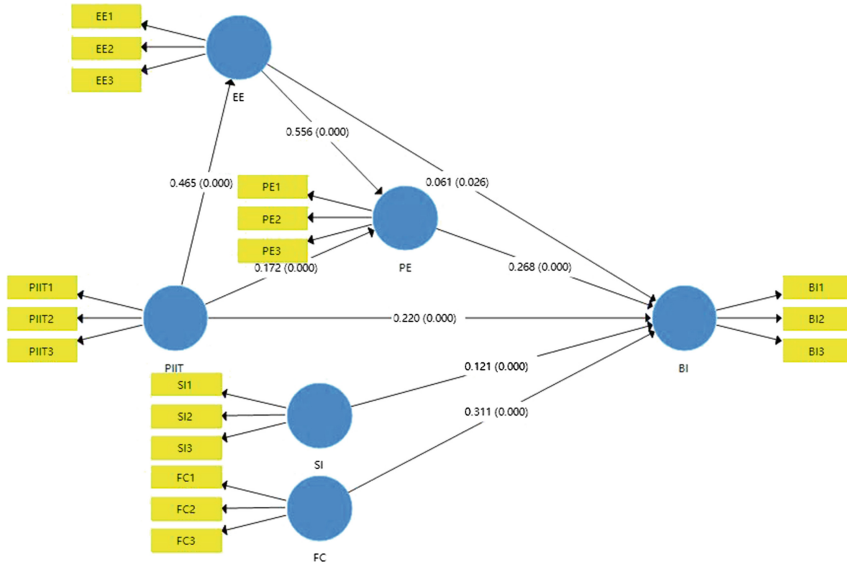 EE1
EE2
EE3
EE
0.556 (0.000)
0.465 (0.000)
0.061 (0.026)
PE1
PE2
PE3
PE
0.172 (0.000)
0.268 (0.000)
PIIT1
PIIT2
PIIT3
PIIT
0.220 (0.000)
BI1
BI2
BI3
BI
SI1
SI2
SI3
SI
0.121 (0.000)
0.311 (0.000)
FC1
FC2
FC3
FC